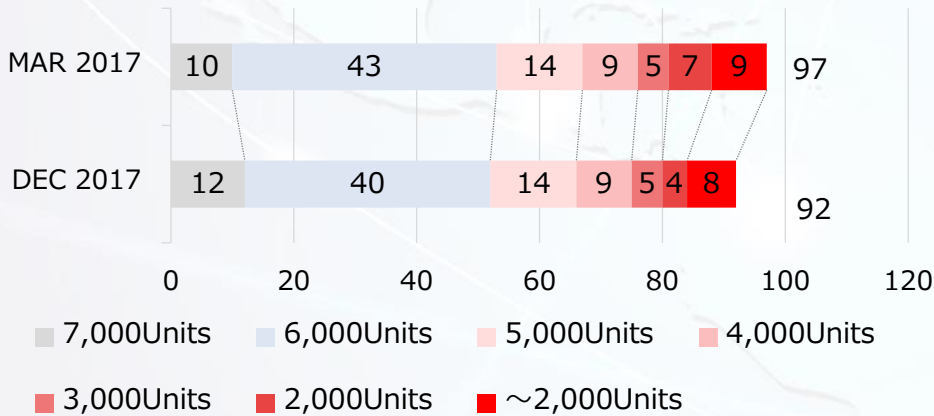 MAR 2017 10 43 14 9 5 7 9 97
DEC 2017 12 40 14 9 5 4 8 92
0 20 40 60 80 100 120
7,000Units 6,000Units 5,000Units 4,000Units
3,000Units 2,000Units ～2,000Units